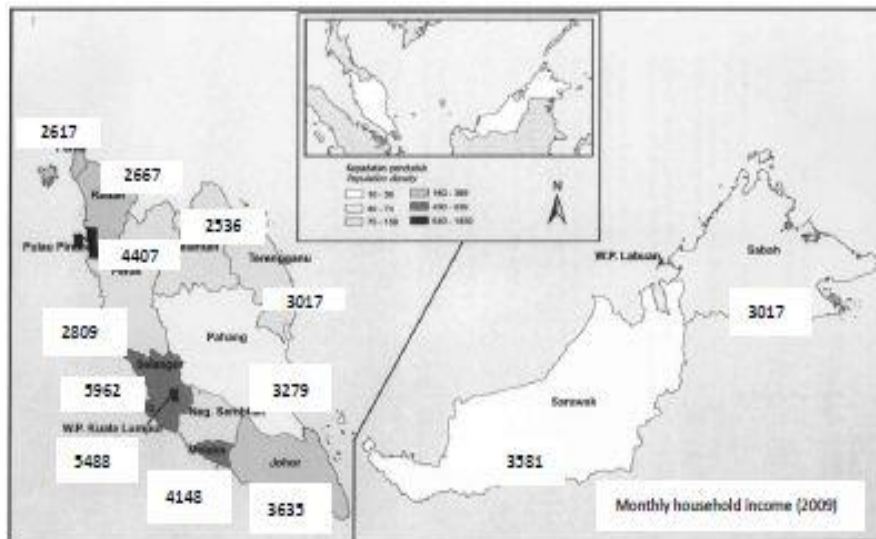 2617
2667
Kepadatan penduduk
Population density
N
2536
Pulau Pinang
4407
Terengganu
W.P. Labuan
Sabah
3017
3017
Pahang
2809
Selangor
5962
3279
Neg. Sembilan
Sarawak
W.P. Kuala Lumpur
5488
Melaka
Johor
3581
4148
3635
Monthly household income (2009)